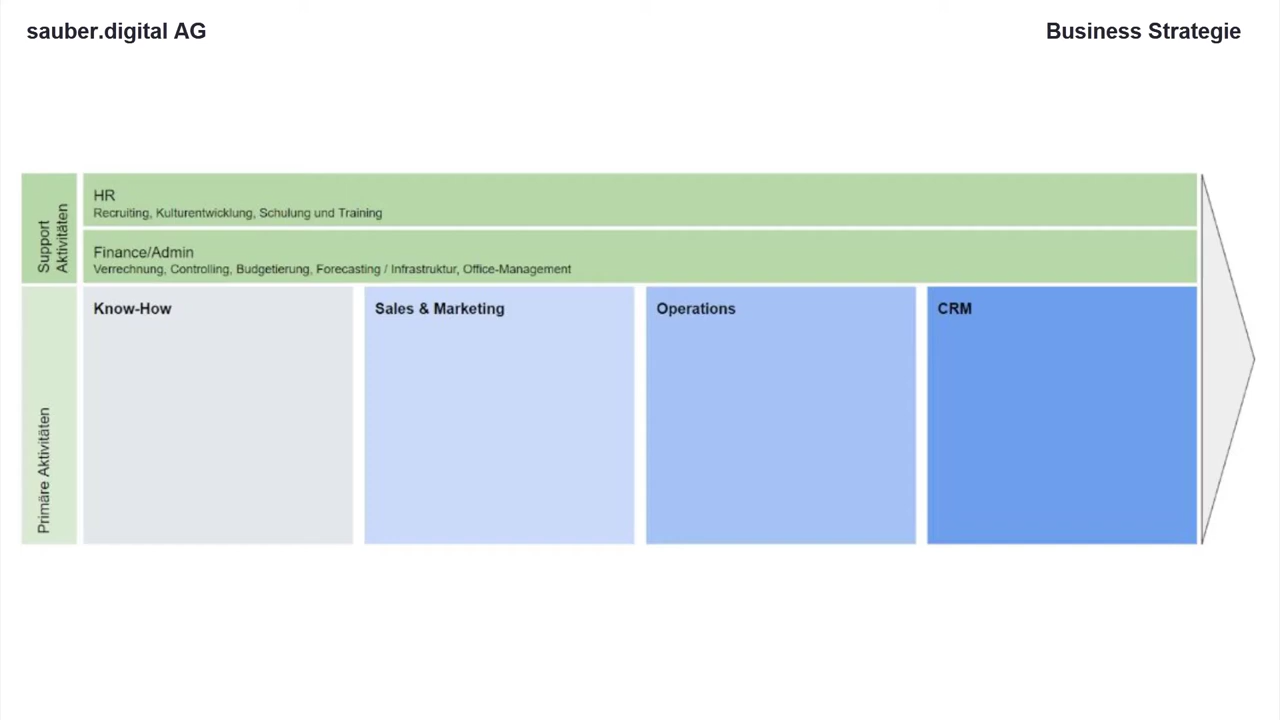 sauber.digital AG
Business Strategie
Support
Aktivitäten
HR
Recruiting, Kulturentwicklung, Schulung und Training
Finance/Admin
Verrechnung, Controlling, Budgetierung, Forecasting / Infrastruktur, Office-Management
Primäre Aktivitäten
Know-How
Sales & Marketing
Operations
CRM